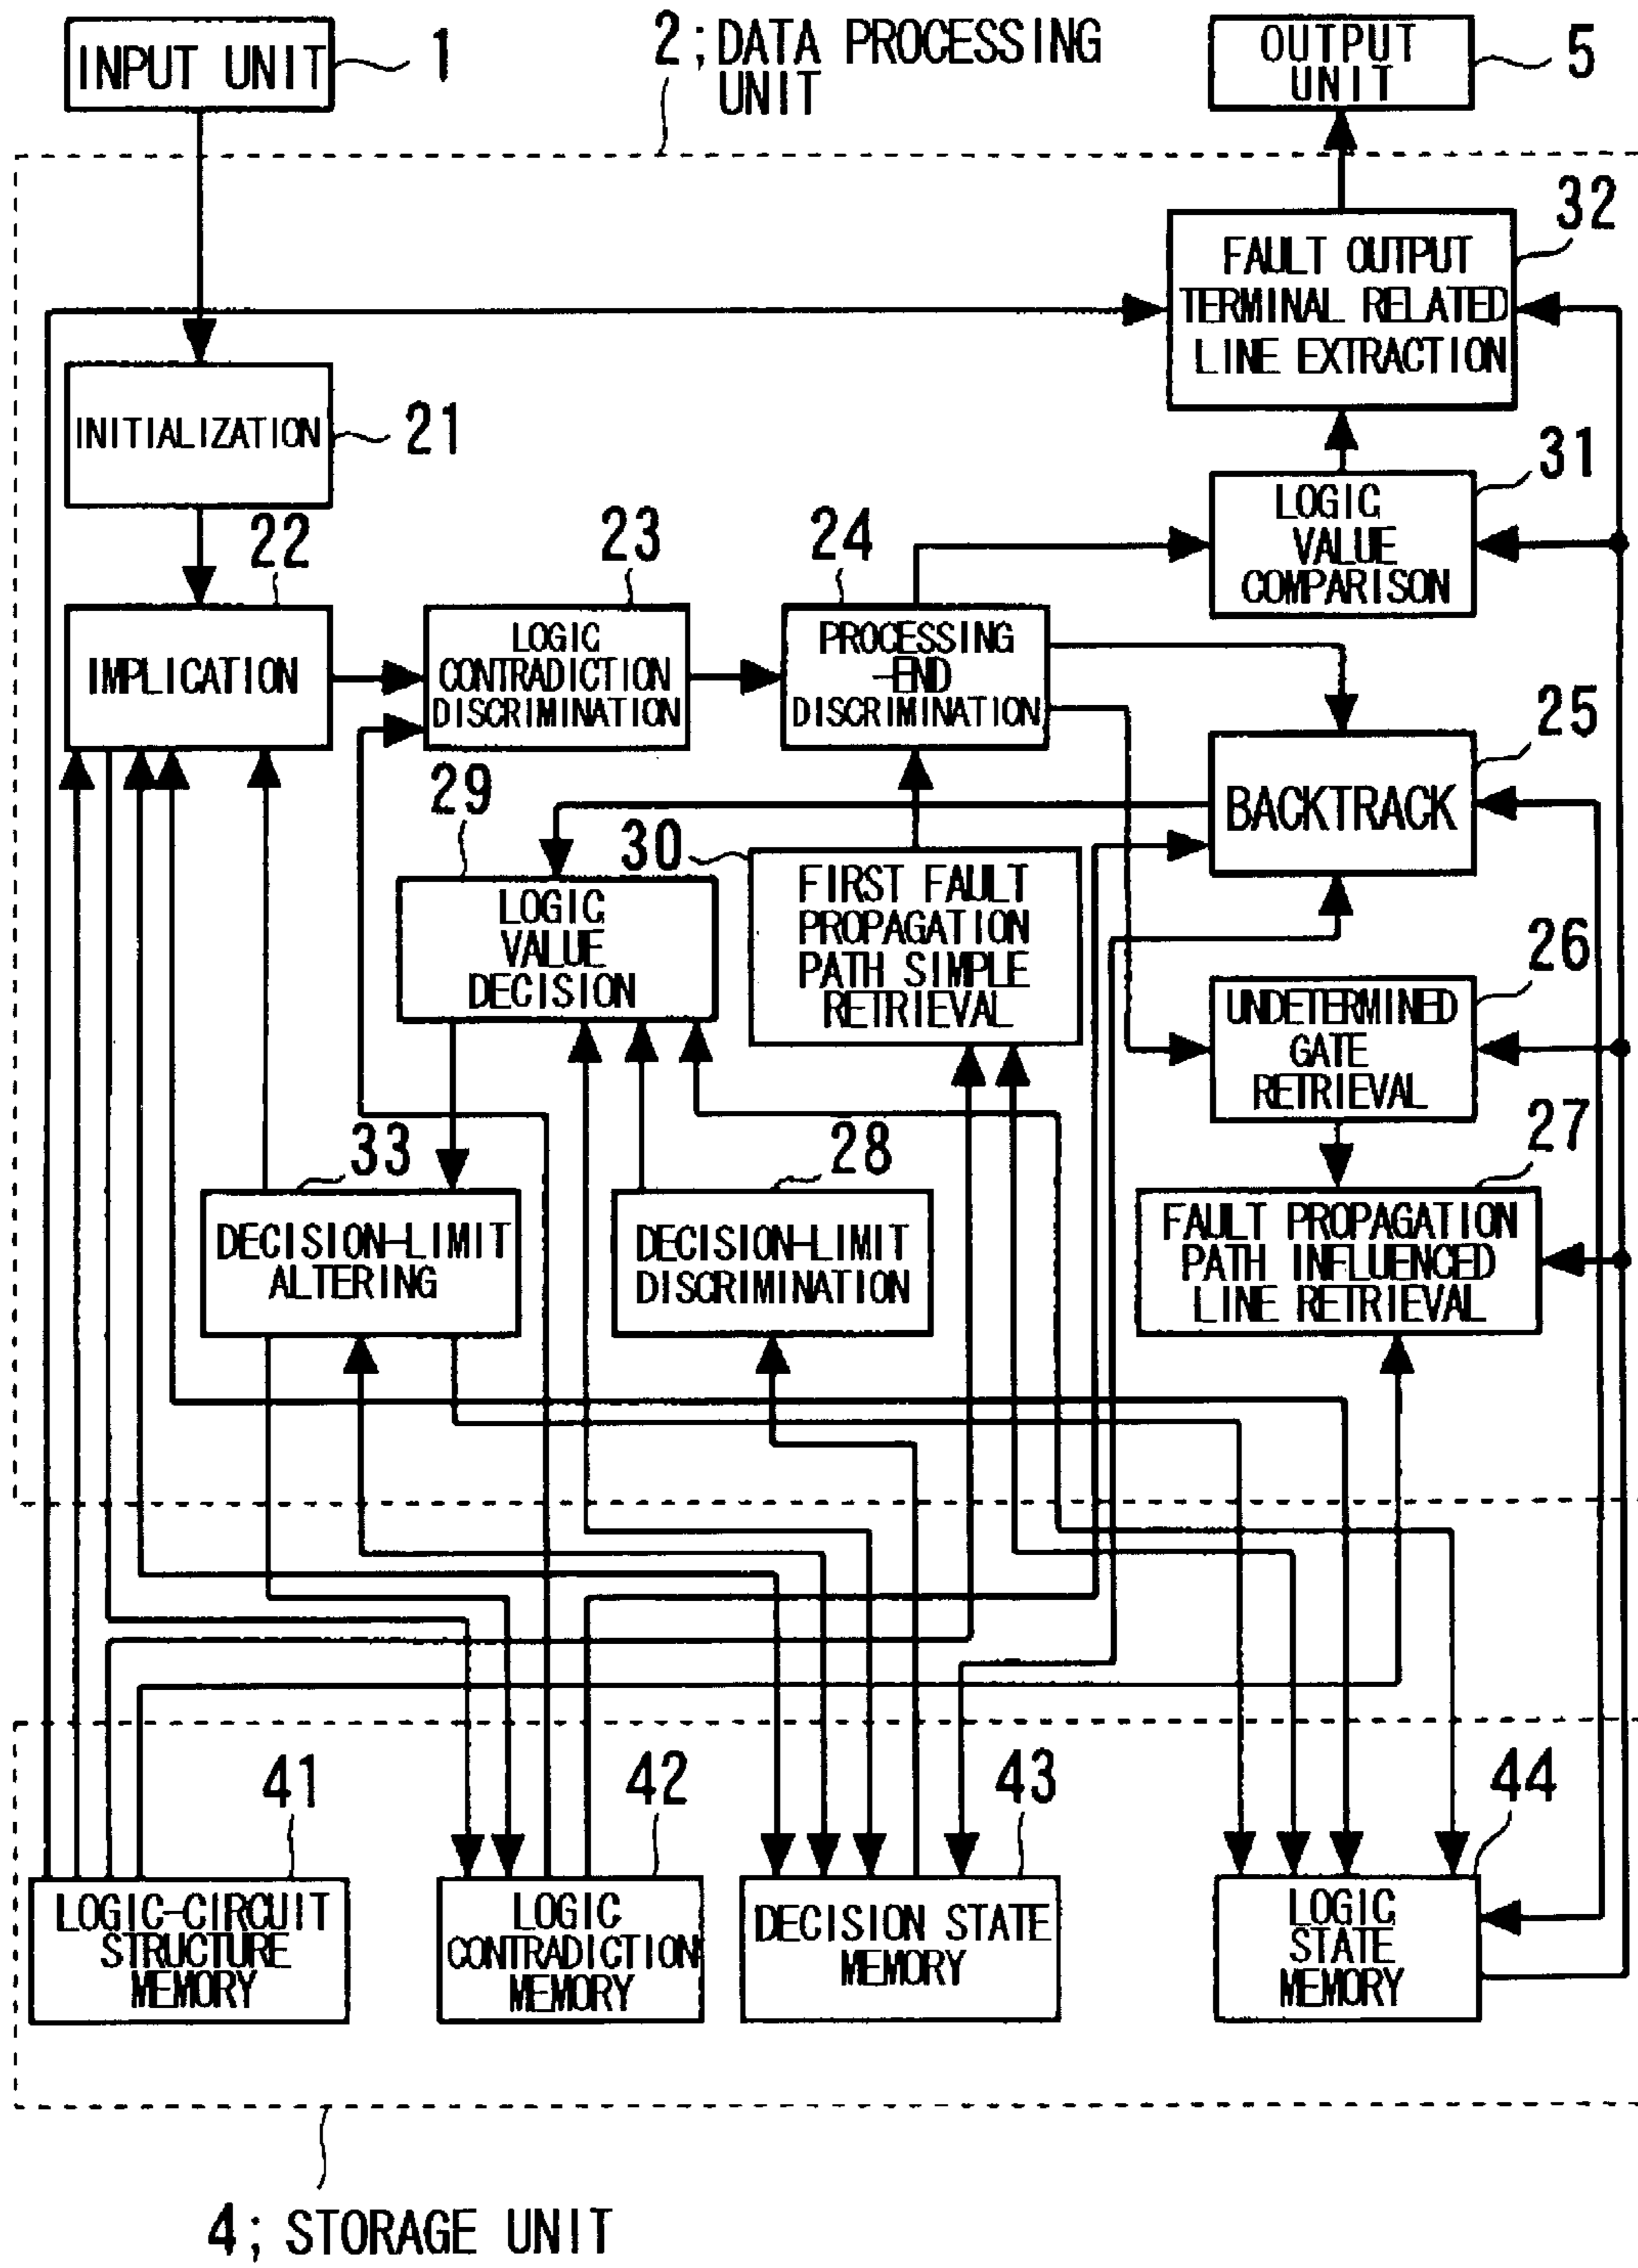 INPUT UNIT
1
2; DATA PROCESSING
UNIT
OUTPUT
UNIT
5
32
FAULT OUTPUT
TERMINAL RELATED
LINE EXTRACTION
INITIALIZATION
21
31
LOGIC
VALUE
COMPARISON
22
IMPLICATION
23
LOGIC
CONTRADICTION
DISCRIMINATION
24
PROCESSING
-END
DISCRIMINATION
25
BACKTRACK
29
LOGIC
VALUE
DECISION
30
FIRST FAULT
PROPAGATION
PATH SIMPLE
RETRIEVAL
26
UNDETERMINED
GATE
RETRIEVAL
33
DECISION-LIMIT
ALTERING
28
DECISION-LIMIT
DISCRIMINATION
27
FAULT PROPAGATION
PATH INFLUENCED
LINE RETRIEVAL
41
LOGIC-CIRCUIT
STRUCTURE
MEMORY
42
LOGIC
CONTRADICTION
MEMORY
43
DECISION STATE
MEMORY
44
LOGIC
STATE
MEMORY
4; STORAGE UNIT